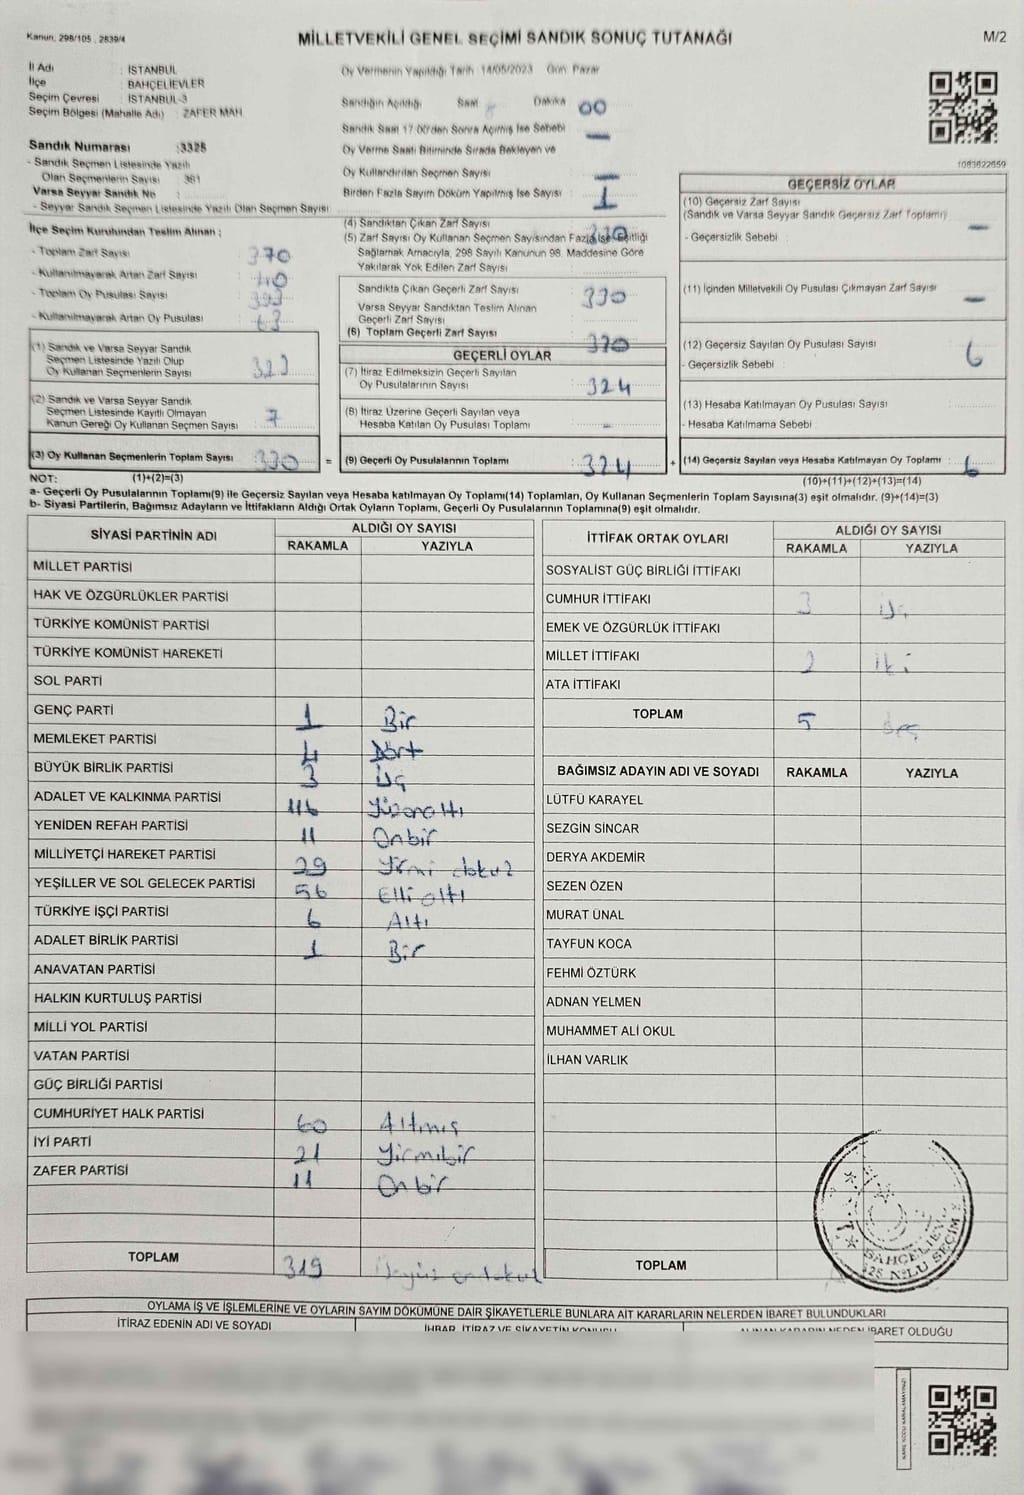 Kanun, 298/105 , 2839/4
MİLLETVEKİLİ GENEL SEÇİMİ SANDIK SONUÇ TUTANAĞI
M/2
İl Adı : İSTANBUL
İlçe : BAHÇELİEVLER
Seçim Çevresi : İSTANBUL-3
Seçim Bölgesi (Mahalle Adı) : ZAFER MAH
Sandık Numarası :3325
- Sandık Seçmen Listesinde Yazılı
Olan Seçmenlerin Sayısı : 361
Varsa Seyyar Sandık No :
- Seyyar Sandık Seçmen Listesinde Yazılı Olan Seçmen Sayısı :
İlçe Seçim Kurulundan Teslim Alınan :
- Toplam Zarf Sayısı 370
- Kullanılmayarak Artan Zarf Sayısı 40
- Toplam Oy Pusulası Sayısı 393
- Kullanılmayarak Artan Oy Pusulası 63
(1) Sandık ve Varsa Seyyar Sandık
Seçmen Listesinde Yazılı Olup
Oy Kullanan Seçmenlerin Sayısı : 323
(2) Sandık ve Varsa Seyyar Sandık
Seçmen Listesinde Kayıtlı Olmayan
Kanun Gereği Oy Kullanan Seçmen Sayısı : 7
(3) Oy Kullanan Seçmenlerin Toplam Sayısı : 330
Oy Vermenin Yapıldığı Tarih 14/05/2023 Gün Pazar
Sandığın Açıldığı Saat 8 Dakika 00
Sandık Saat 17.00'den Sonra Açılmış İse Sebebi
Oy Verme Saati Bitiminde Sırada Bekleyen ve
Oy Kullandırılan Seçmen Sayısı :
Birden Fazla Sayım Döküm Yapılmış İse Sayısı : 1
(4) Sandıktan Çıkan Zarf Sayısı 330
(5) Zarf Sayısı Oy Kullanan Seçmen Sayısından Fazla İse Eşitliği
Sağlamak Amacıyla, 298 Sayılı Kanunun 98. Maddesine Göre
Yakılarak Yok Edilen Zarf Sayısı :
Sandıkta Çıkan Geçerli Zarf Sayısı : 330
Varsa Seyyar Sandıktan Teslim Alınan
Geçerli Zarf Sayısı :
(6) Toplam Geçerli Zarf Sayısı : 330
GEÇERLİ OYLAR
(7) İtiraz Edilmeksizin Geçerli Sayılan
Oy Pusulalarının Sayısı : 324
(8) İtiraz Üzerine Geçerli Sayılan veya
Hesaba Katılan Oy Pusulası Toplamı : -
= (9) Geçerli Oy Pusulalarının Toplamı : 324
1083622659
GEÇERSİZ OYLAR
(10) Geçersiz Zarf Sayısı
(Sandık ve Varsa Seyyar Sandık Geçersiz Zarf Toplamı)
- Geçersizlik Sebebi :
(11) İçinden Milletvekili Oy Pusulası Çıkmayan Zarf Sayısı
(12) Geçersiz Sayılan Oy Pusulası Sayısı : 6
- Geçersizlik Sebebi :
(13) Hesaba Katılmayan Oy Pusulası Sayısı :
- Hesaba Katılmama Sebebi :
+ (14) Geçersiz Sayılan veya Hesaba Katılmayan Oy Toplamı : 6
NOT: (1)+(2)=(3) (10)+(11)+(12)+(13)=(14)
a- Geçerli Oy Pusulalarının Toplamı(9) ile Geçersiz Sayılan veya Hesaba katılmayan Oy Toplamı(14) Toplamları, Oy Kullanan Seçmenlerin Toplam Sayısına(3) eşit olmalıdır. (9)+(14)=(3)
b- Siyasi Partilerin, Bağımsız Adayların ve İttifakların Aldığı Ortak Oyların Toplamı, Geçerli Oy Pusulalarının Toplamına(9) eşit olmalıdır.
SİYASİ PARTİNİN ADI ALDIĞI OY SAYISI
RAKAMLA YAZIYLA
MİLLET PARTİSİ
HAK VE ÖZGÜRLÜKLER PARTİSİ
TÜRKİYE KOMÜNİST PARTİSİ
TÜRKİYE KOMÜNİST HAREKETİ
SOL PARTİ
GENÇ PARTİ 1 Bir
MEMLEKET PARTİSİ 4 Dört
BÜYÜK BİRLİK PARTİSİ 3 Üç
ADALET VE KALKINMA PARTİSİ 116 Yüzonaltı
YENİDEN REFAH PARTİSİ 11 Onbir
MİLLİYETÇİ HAREKET PARTİSİ 29 Yirmi dokuz
YEŞİLLER VE SOL GELECEK PARTİSİ 56 Elli altı
TÜRKİYE İŞÇİ PARTİSİ 6 Altı
ADALET BİRLİK PARTİSİ 1 Bir
ANAVATAN PARTİSİ
HALKIN KURTULUŞ PARTİSİ
MİLLİ YOL PARTİSİ
VATAN PARTİSİ
GÜÇ BİRLİĞİ PARTİSİ
CUMHURİYET HALK PARTİSİ 60 Altmış
İYİ PARTİ 21 Yirmibir
ZAFER PARTİSİ 11 Onbir
TOPLAM 319 Üçyüz ondokuz
İTTİFAK ORTAK OYLARI ALDIĞI OY SAYISI
RAKAMLA YAZIYLA
SOSYALİST GÜÇ BİRLİĞİ İTTİFAKI
CUMHUR İTTİFAKI 3 Üç
EMEK VE ÖZGÜRLÜK İTTİFAKI
MİLLET İTTİFAKI 2 iki
ATA İTTİFAKI
TOPLAM 5 beş
BAĞIMSIZ ADAYIN ADI VE SOYADI RAKAMLA YAZIYLA
LÜTFÜ KARAYEL
SEZGİN SİNCAR
DERYA AKDEMİR
SEZEN ÖZEN
MURAT ÜNAL
TAYFUN KOCA
FEHMİ ÖZTÜRK
ADNAN YELMEN
MUHAMMET ALİ OKUL
İLHAN VARLIK
TOPLAM
OYLAMA İŞ VE İŞLEMLERİNE VE OYLARIN SAYIM DÖKÜMÜNE DAİR ŞİKAYETLERLE BUNLARA AİT KARARLARIN NELERDEN İBARET BULUNDUKLARI
İTİRAZ EDENİN ADI VE SOYADI
İHBAR, İTİRAZ VE ŞİKAYETİN KONUSU
ALINAN KARARIN NEDEN İBARET OLDUĞU